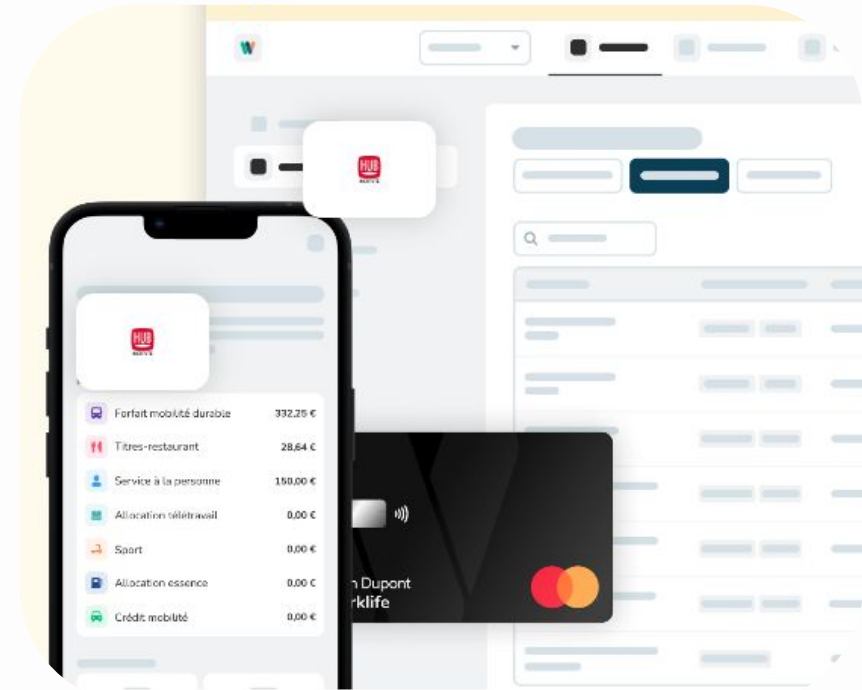 HUB
HUB
Forfait mobilité durable 332,25 €
Titres-restaurant 28,64 €
Service à la personne 150,00 €
Allocation télétravail 0,00 €
Sport 0,00 €
Allocation essence 0,00 €
Crédit mobilité 0,00 €
n Dupont
rklife